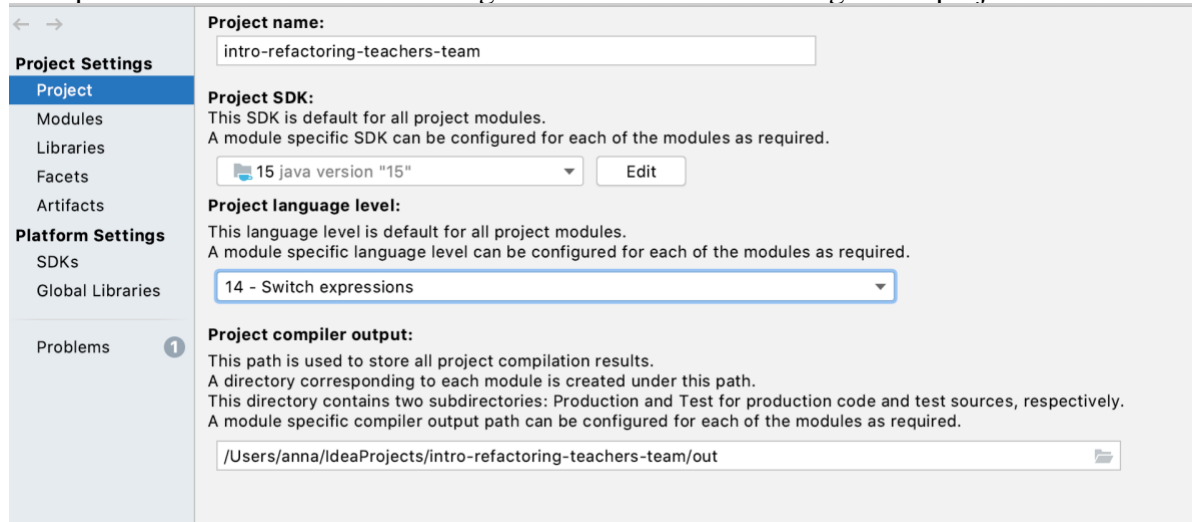 Project name:
intro-refactoring-teachers-team
Project Settings
Project
Modules
Libraries
Facets
Artifacts
Platform Settings
SDKs
Global Libraries
Problems 1
Project SDK:
This SDK is default for all project modules.
A module specific SDK can be configured for each of the modules as required.
15 java version "15"
Edit
Project language level:
This language level is default for all project modules.
A module specific language level can be configured for each of the modules as required.
14 - Switch expressions
Project compiler output:
This path is used to store all project compilation results.
A directory corresponding to each module is created under this path.
This directory contains two subdirectories: Production and Test for production code and test sources, respectively.
A module specific compiler output path can be configured for each of the modules as required.
/Users/anna/IdeaProjects/intro-refactoring-teachers-team/out